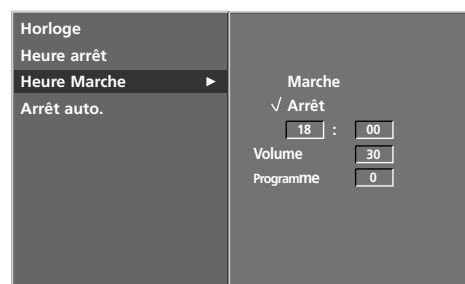 Horloge
Heure arrêt
Heure Marche ►
Arrêt auto.
Marche
√ Arrêt
18 : 00
Volume 30
Programme 0